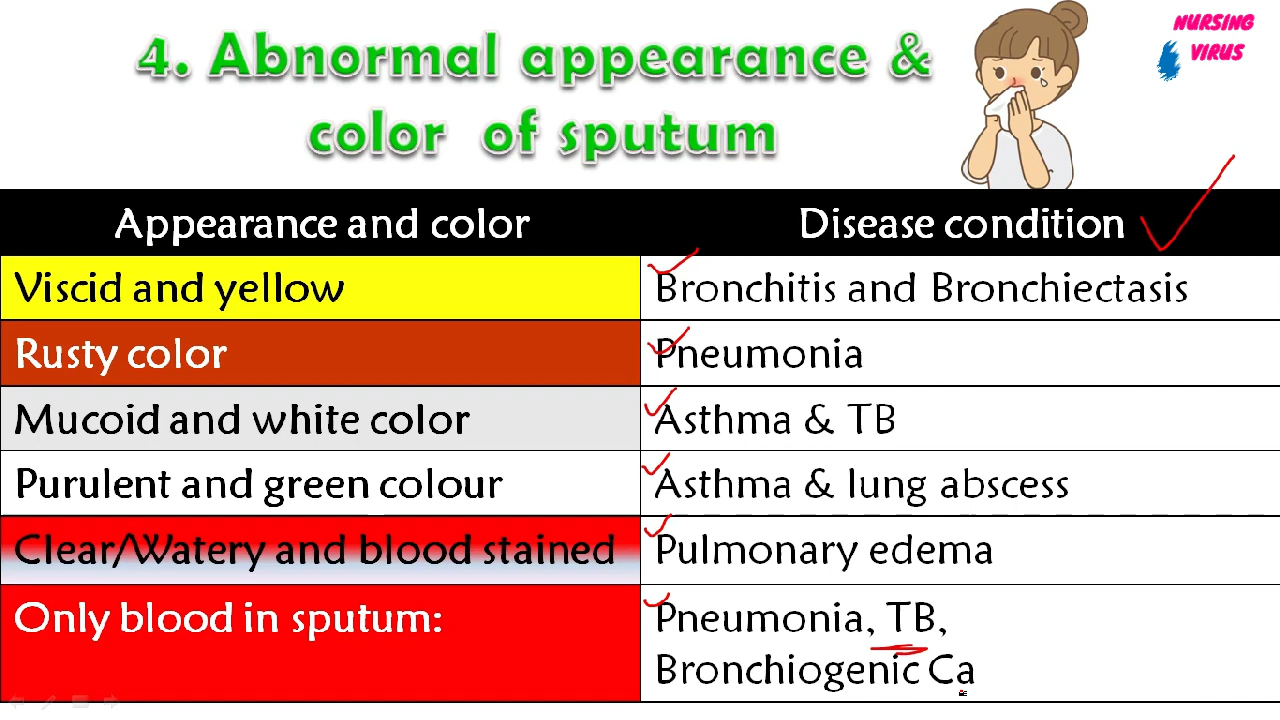 NURSING
VIRUS
4. Abnormal appearance &
color of sputum
Appearance and color
Disease condition
Viscid and yellow
Bronchitis and Bronchiectasis
Rusty color
Pneumonia
Mucoid and white color
Asthma & TB
Purulent and green colour
Asthma & lung abscess
Clear/Watery and blood stained
Pulmonary edema
Only blood in sputum:
Pneumonia, TB,
Bronchiogenic Ca